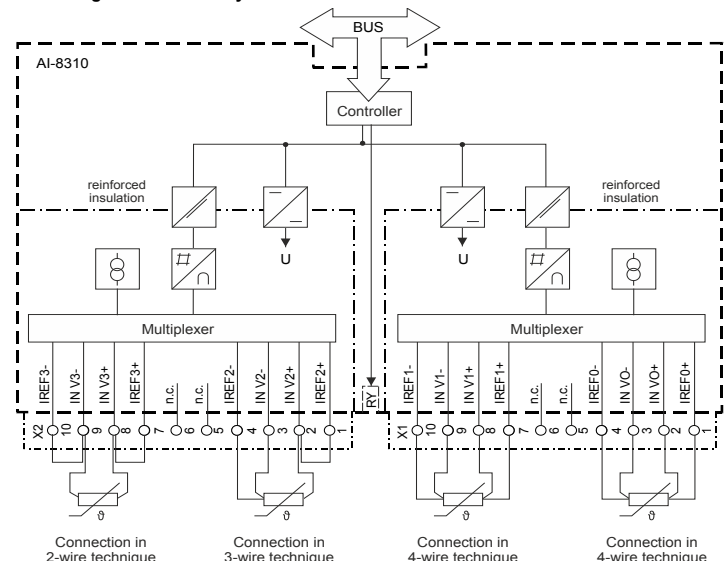 BUS
AI-8310
Controller
reinforced
insulation
reinforced
insulation
U
U
Multiplexer
Multiplexer
IREF3-
IN V3-
IN V3+
IREF3+
n.c.
n.c.
IREF2-
IN V2-
IN V2+
IREF2+
RY
IREF1-
IN V1-
IN V1+
IREF1+
n.c.
n.c.
IREF0-
IN VO-
IN VO+
IREF0+
X2
10
9
8
7
6
5
4
3
2
1
X1
10
9
8
7
6
5
4
3
2
1
ϑ
ϑ
ϑ
ϑ
Connection in
2-wire technique
Connection in
3-wire technique
Connection in
4-wire technique
Connection in
4-wire technique